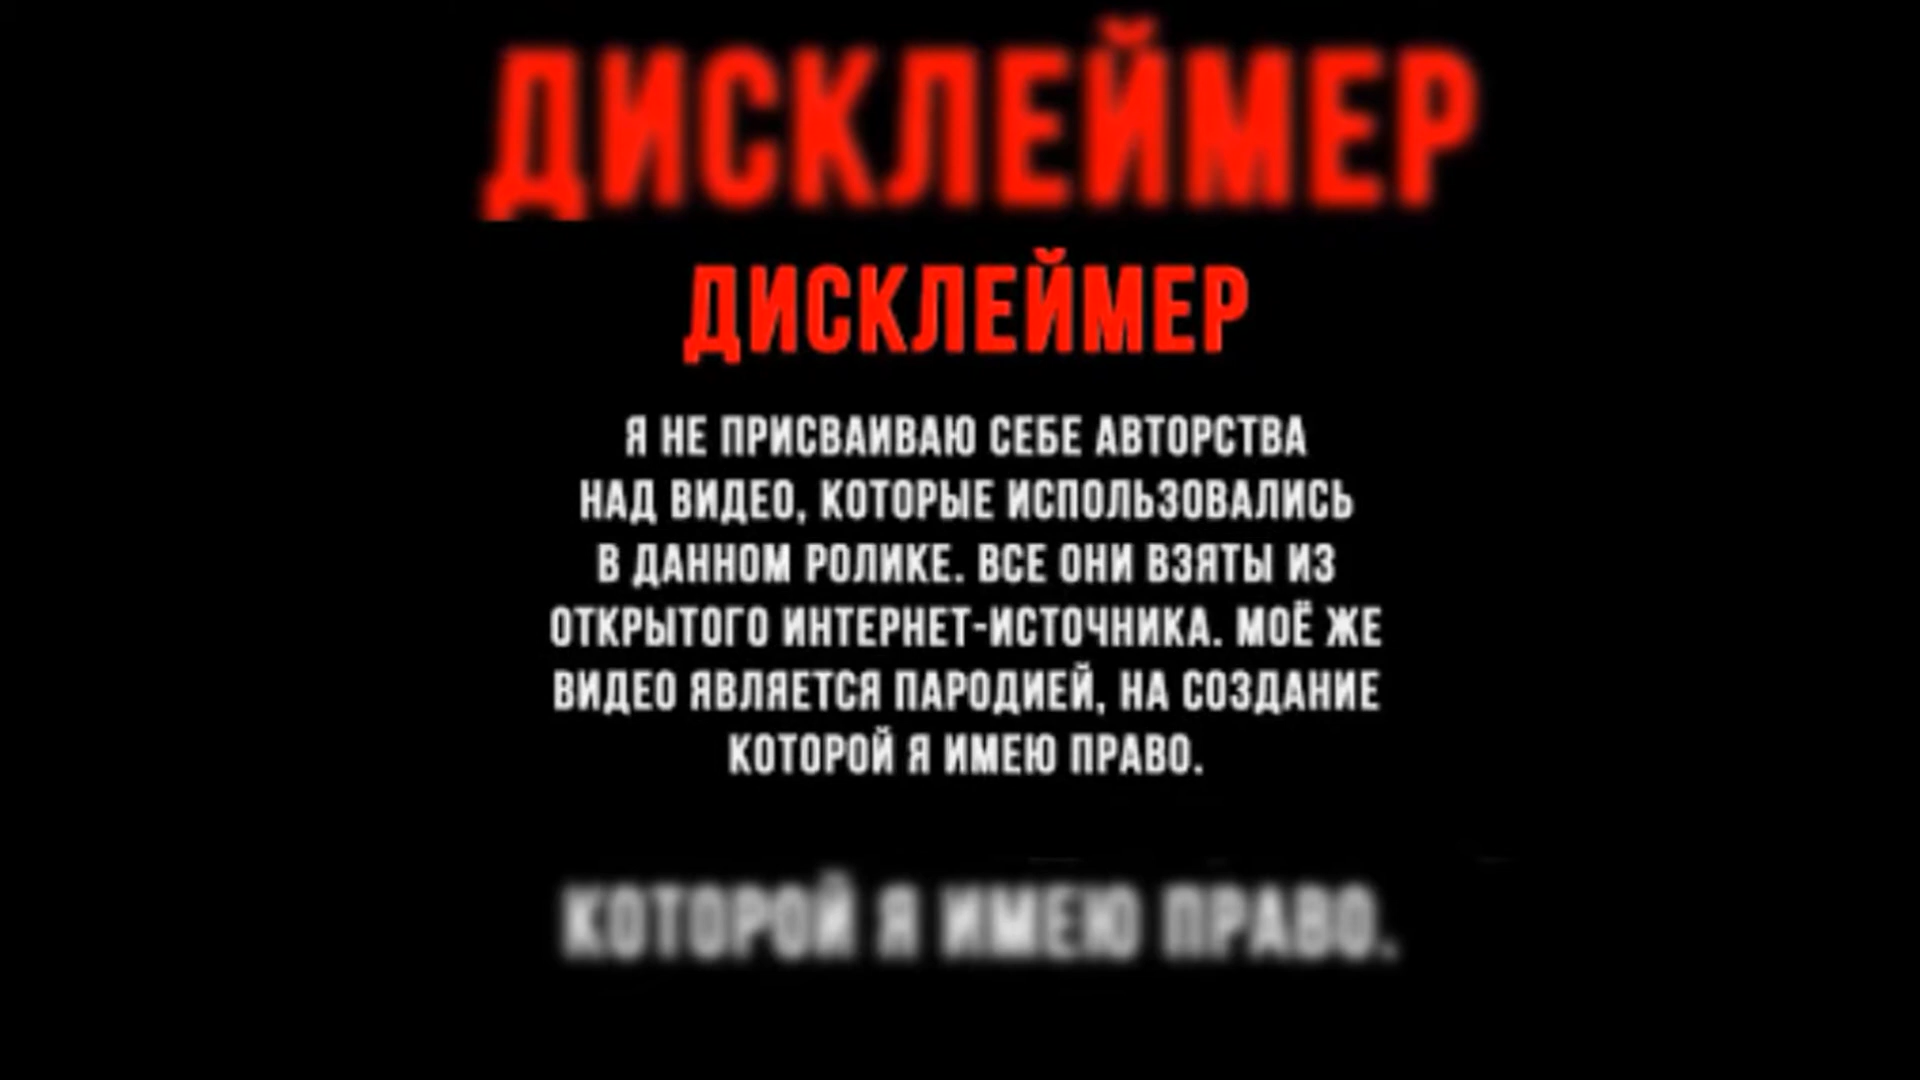 ДИСКЛЕЙМЕР
ДИСКЛЕЙМЕР
Я НЕ ПРИСВАИВАЮ СЕБЕ АВТОРСТВА
НАД ВИДЕО, КОТОРЫЕ ИСПОЛЬЗОВАЛИСЬ
В ДАННОМ РОЛИКЕ. ВСЕ ОНИ ВЗЯТЫ ИЗ
ОТКРЫТОГО ИНТЕРНЕТ-ИСТОЧНИКА. МОЁ ЖЕ
ВИДЕО ЯВЛЯЕТСЯ ПАРОДИЕЙ, НА СОЗДАНИЕ
КОТОРОЙ Я ИМЕЮ ПРАВО.
КОТОРОЙ Я ИМЕЮ ПРАВО.